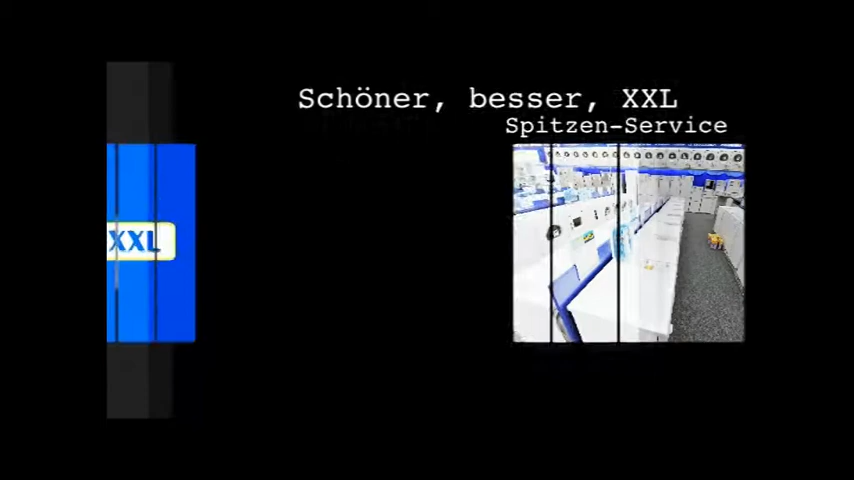 Schöner, besser, XXL
Spitzen-Service
XXL